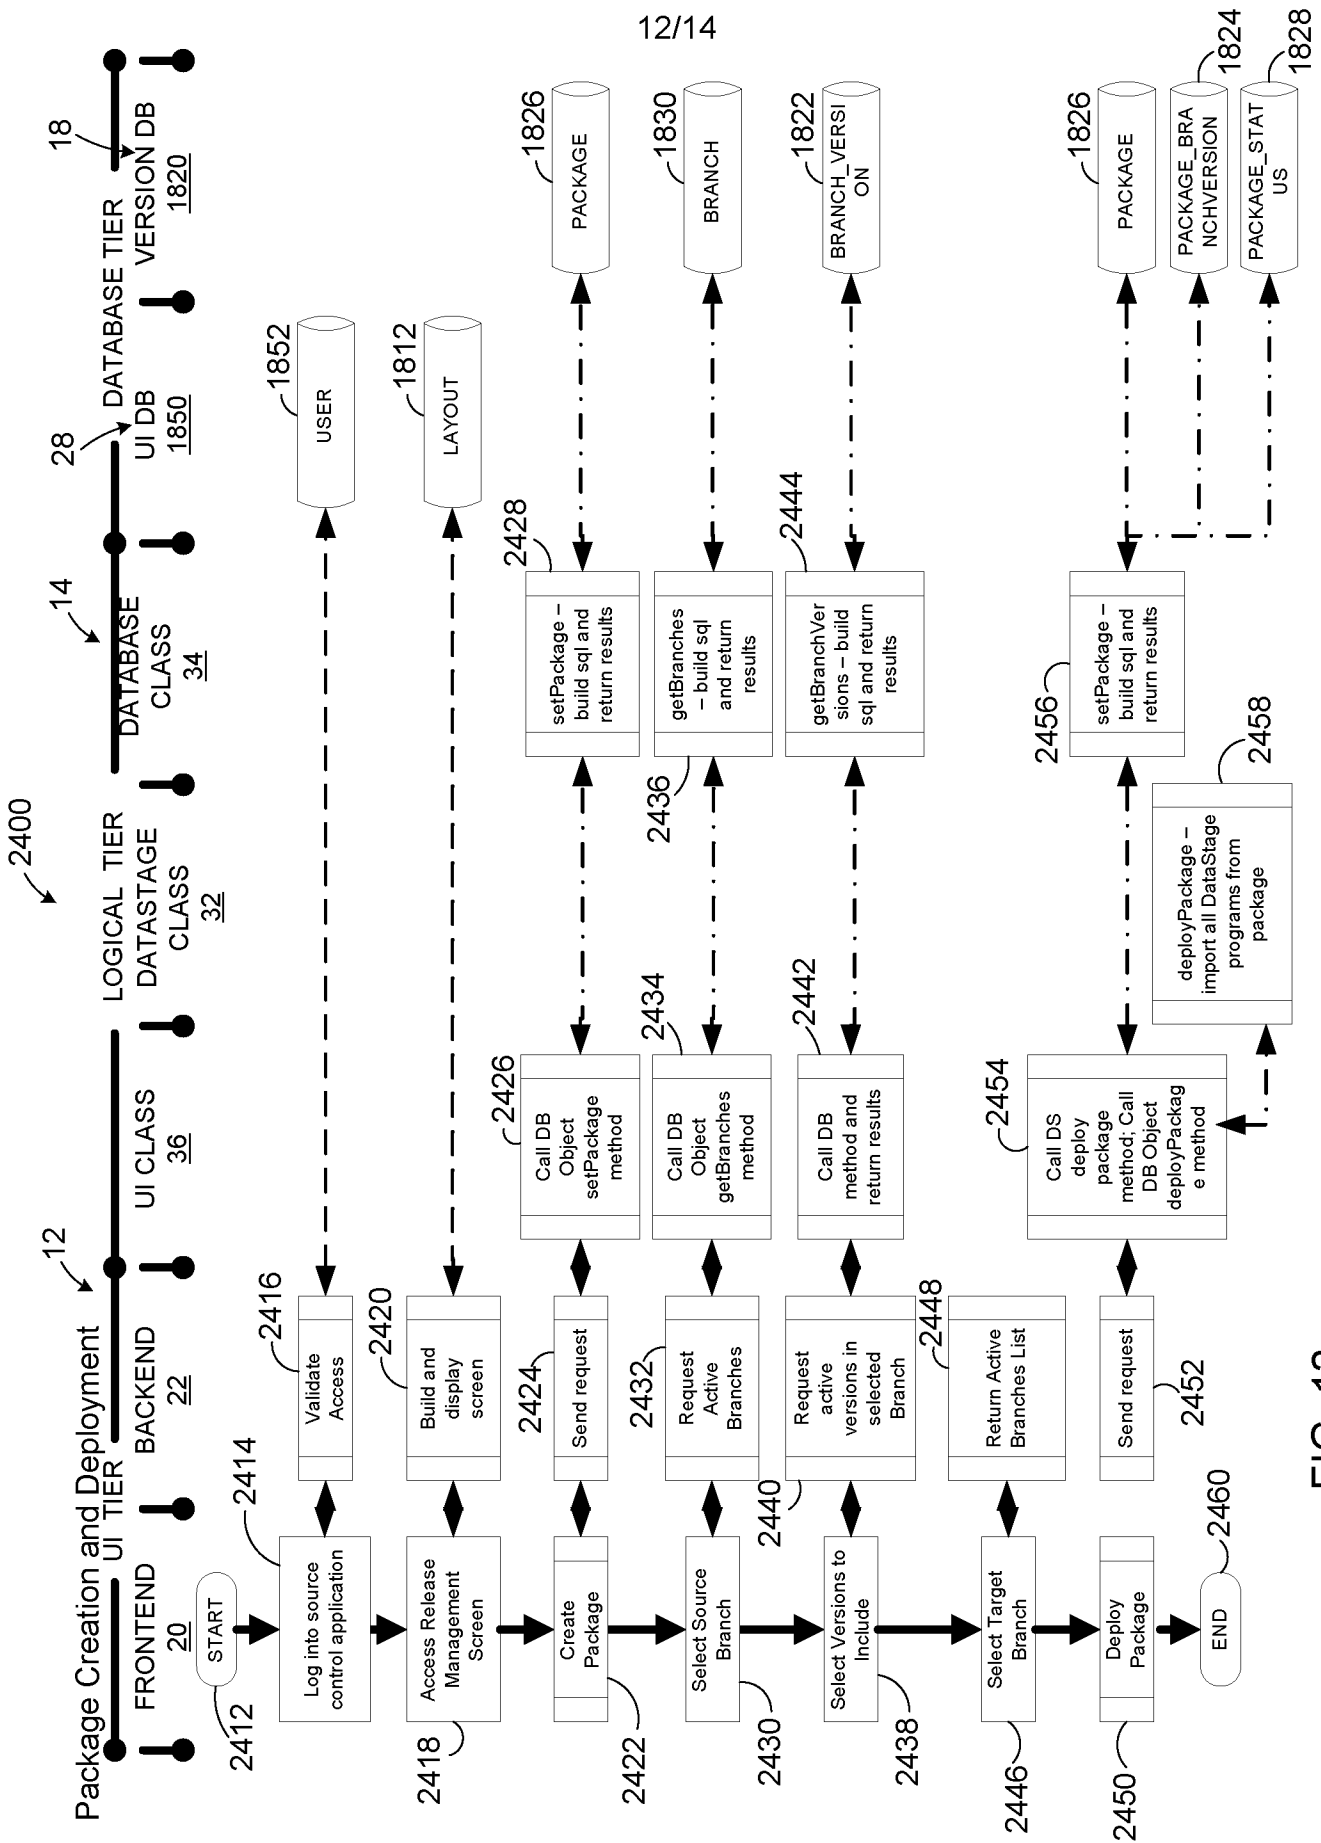 12/14
2400
Package Creation and Deployment
12
14
28
18
UI TIER
LOGICAL TIER
DATABASE TIER
FRONTEND
20
BACKEND
22
UI CLASS
36
DATASTAGE
CLASS
32
DATABASE
CLASS
34
UI DB
1850
VERSION DB
1820
START
2412
Log into source
control application
2414
Validate
Access
2416
USER
1852
Access Release
Management
Screen
2418
Build and
display
screen
2420
LAYOUT
1812
Create
Package
2422
Send request
2424
Call DB
Object
setPackage
method
2426
setPackage –
build sql and
return results
2428
PACKAGE
1826
Select Source
Branch
2430
Request
Active
Branches
2432
Call DB
Object
getBranches
method
2434
getBranches
– build sql
and return
results
2436
BRANCH
1830
Select Versions to
Include
2438
Request
active
versions in
selected
Branch
2440
Call DB
method and
return results
2442
getBranchVer
sions – build
sql and return
results
2444
BRANCH_VERSI
ON
1822
Select Target
Branch
2446
Return Active
Branches List
2448
Deploy
Package
2450
Send request
2452
Call DS
deploy
package
method; Call
DB Object
deployPackag
e method
2454
setPackage –
build sql and
return results
2456
deployPackage –
import all DataStage
programs from
package
2458
PACKAGE
1826
PACKAGE_BRA
NCHVERSION
1824
PACKAGE_STAT
US
1828
END
2460